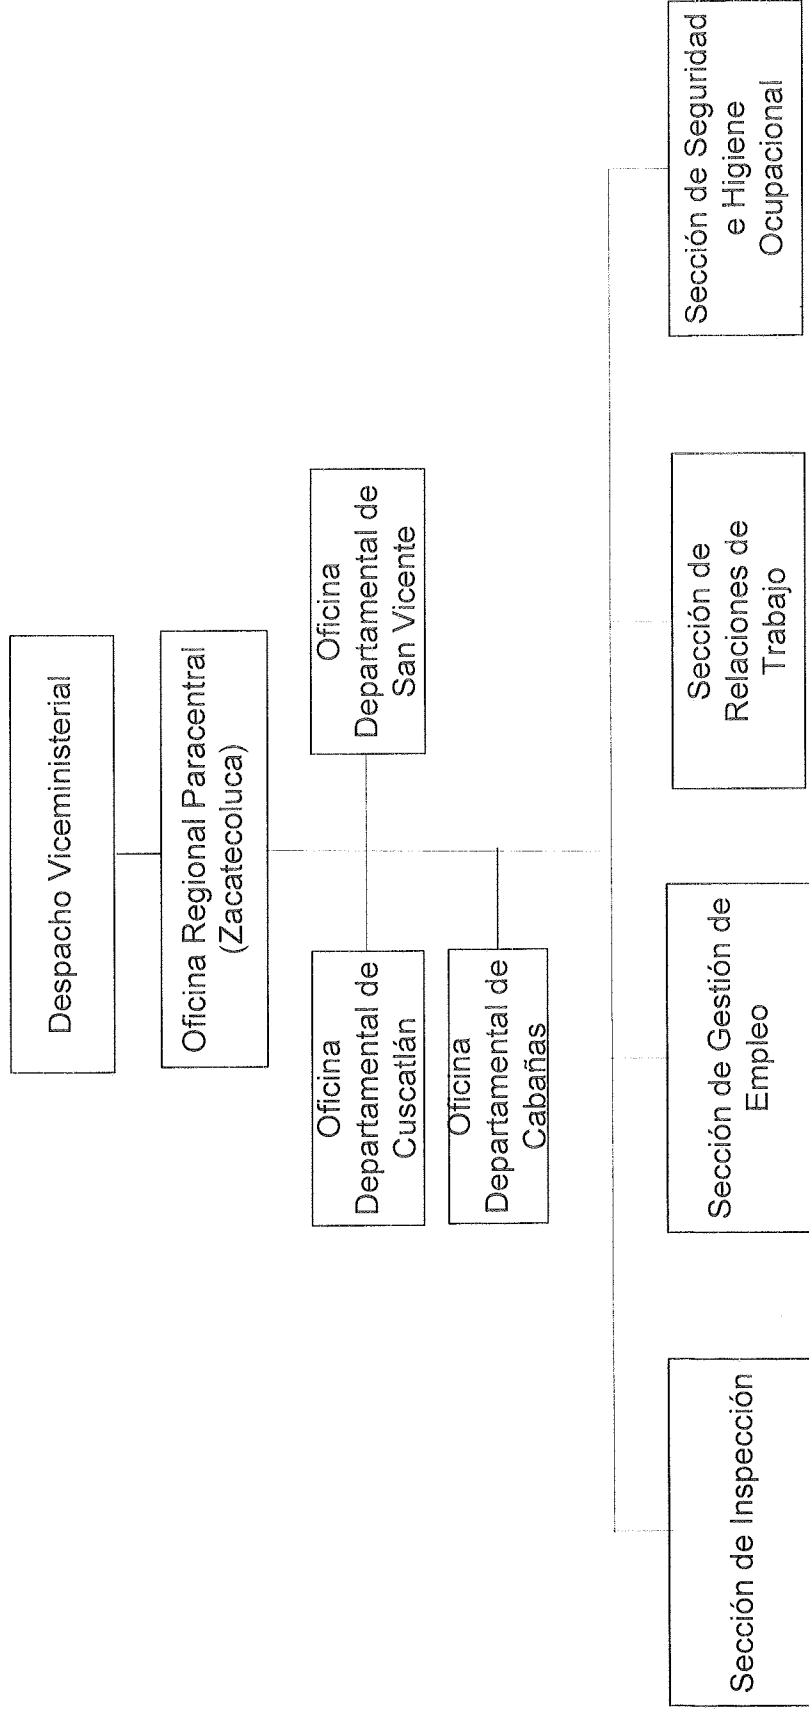 Despacho Viceministerial
Oficina Regional Paracentral
(Zacatecoluca)
Oficina
Departamental de
Cuscatlán
Oficina
Departamental de
San Vicente
Oficina
Departamental de
Cabañas
Sección de Inspección
Sección de Gestión de
Empleo
Sección de
Relaciones de
Trabajo
Sección de Seguridad
e Higiene
Ocupacional